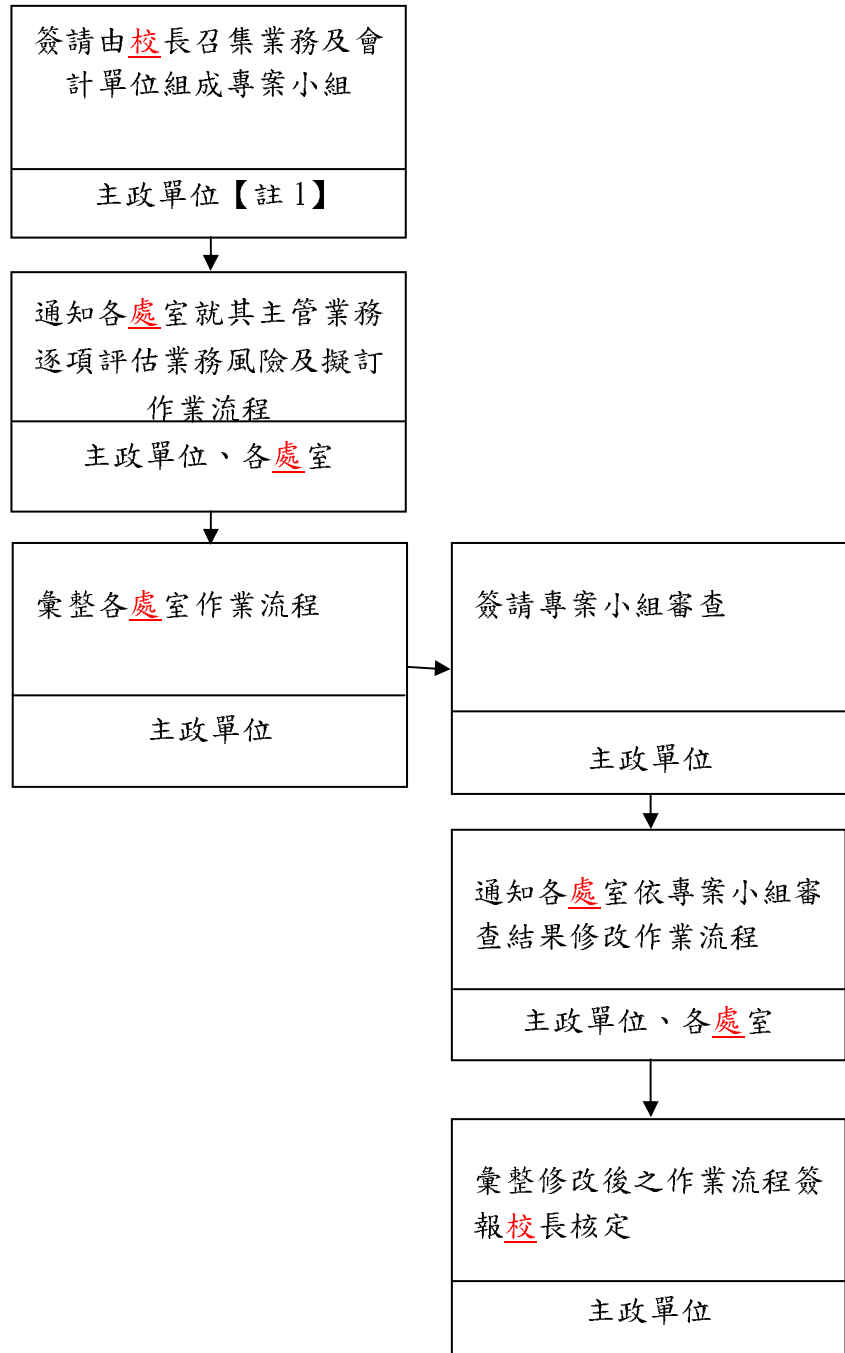 簽請由校長召集業務及會
計單位組成專案小組
主政單位【註1】
通知各處室就其主管業務
逐項評估業務風險及擬訂
作業流程
主政單位、各處室
彙整各處室作業流程
主政單位
簽請專案小組審查
主政單位
通知各處室依專案小組審
查結果修改作業流程
主政單位、各處室
彙整修改後之作業流程簽
報校長核定
主政單位